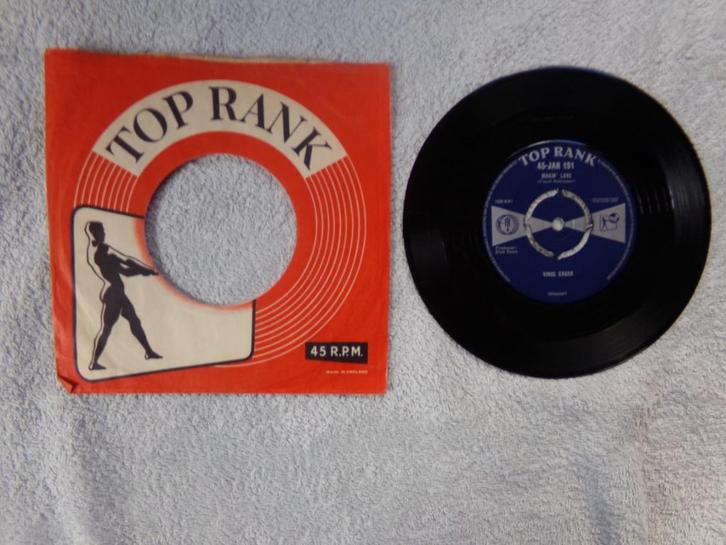 TOP RANK
45 R.P.M.
MADE IN ENGLAND
TOP RANK
45-JAR 191
MAKIN' LOVE
VINCE EAGER